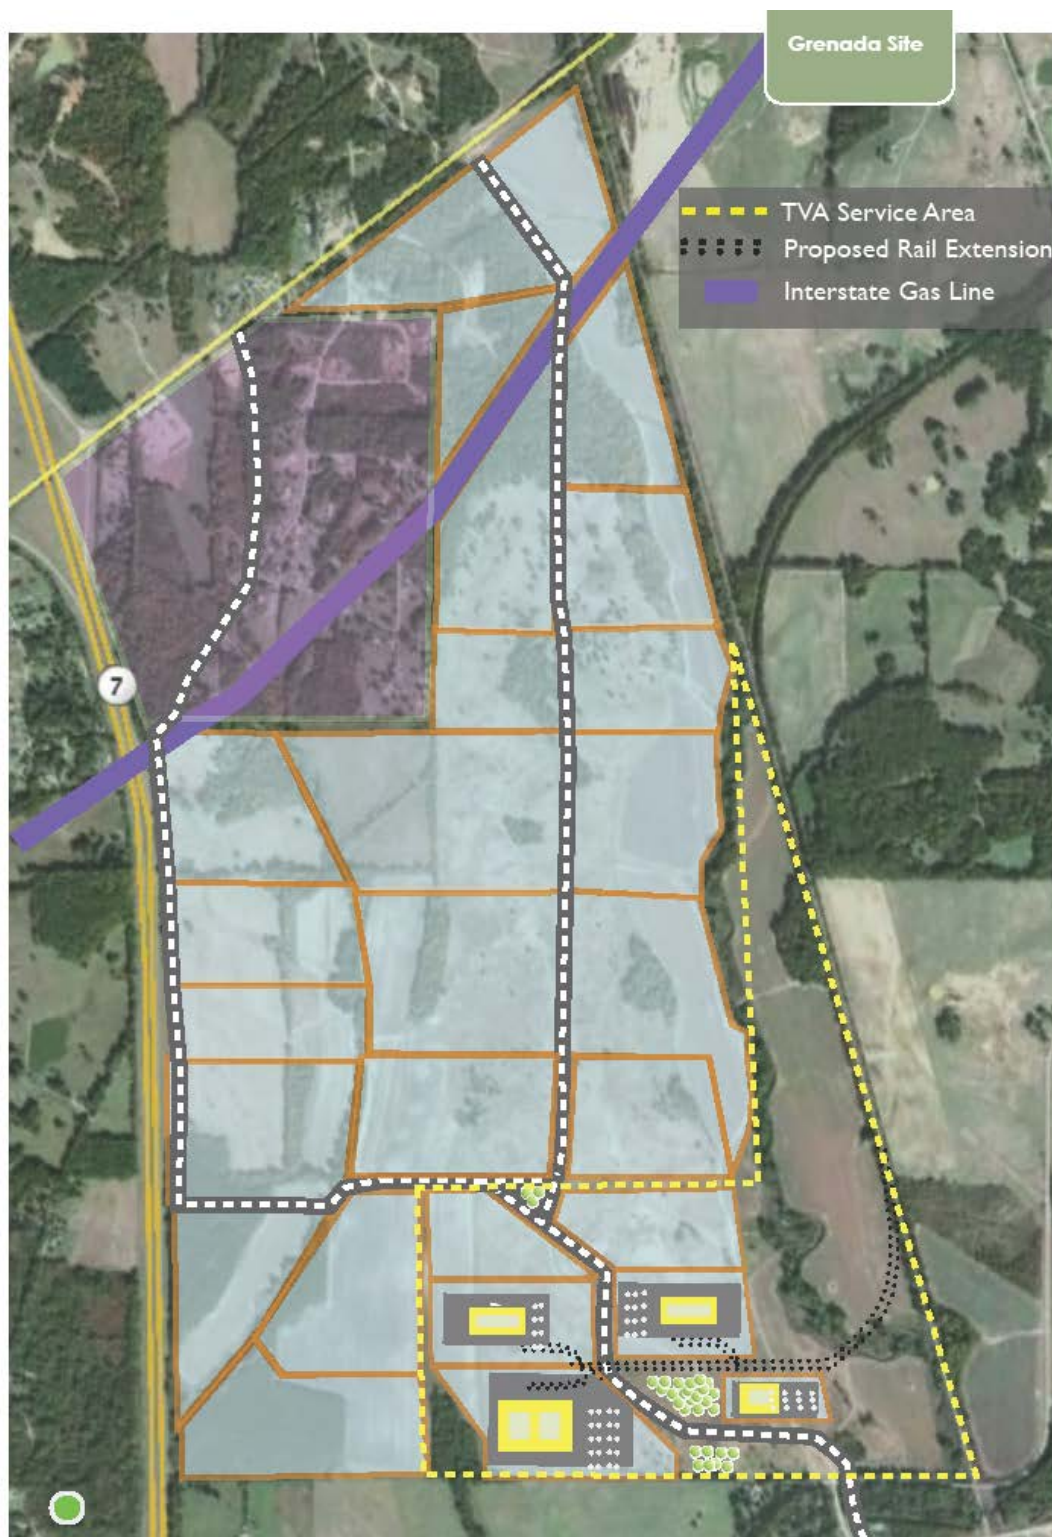 Grenada Site
TVA Service Area
Proposed Rail Extension
Interstate Gas Line
7